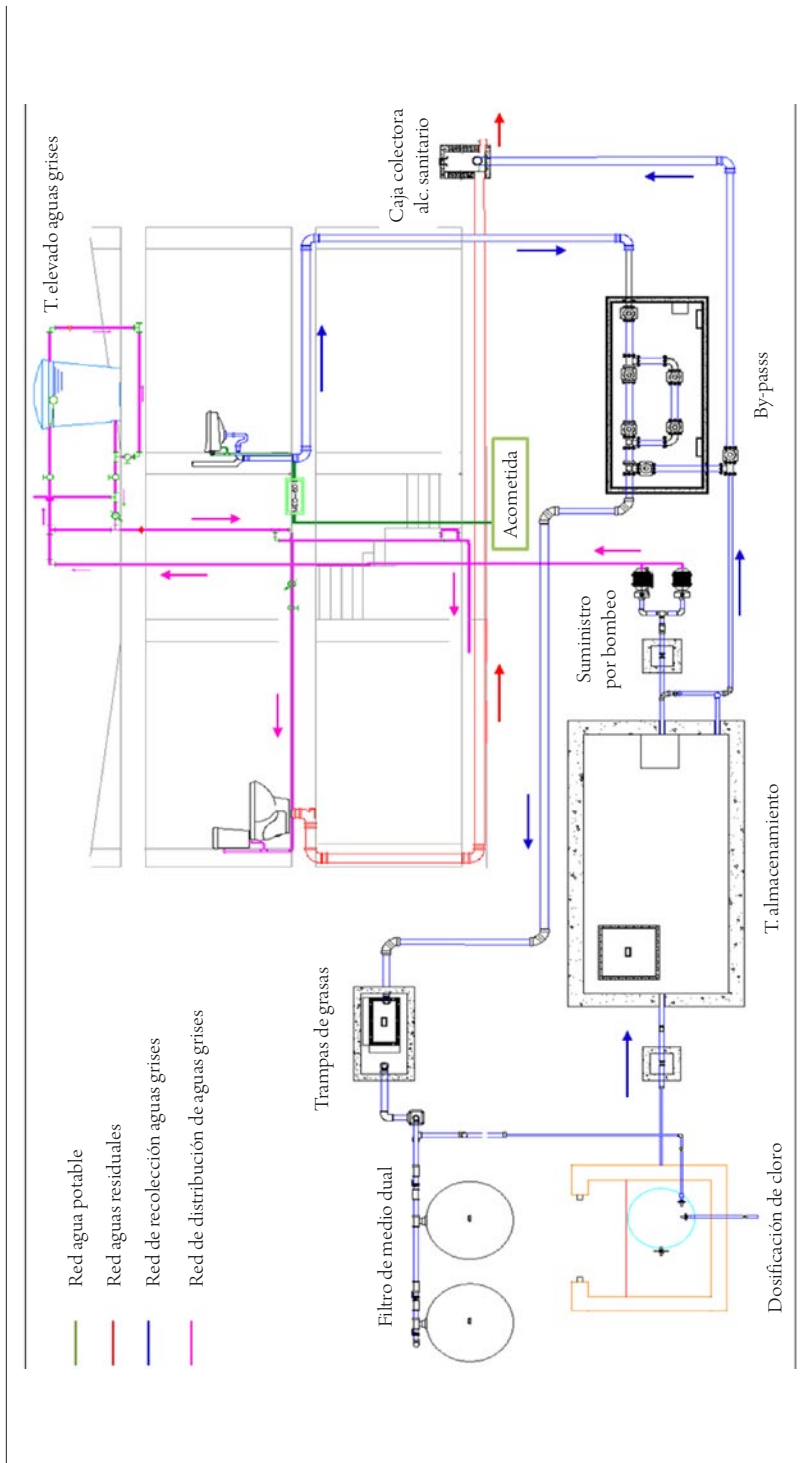 Red agua potable
Red aguas residuales
Red de recolección aguas grises
Red de distribución de aguas grises
T. elevado aguas grises
Caja colectora
alc. sanitario
Acometida
Trampas de grasas
Filtro de medio dual
Suministro
por bombeo
By-passs
T. almacenamiento
Dosificación de cloro